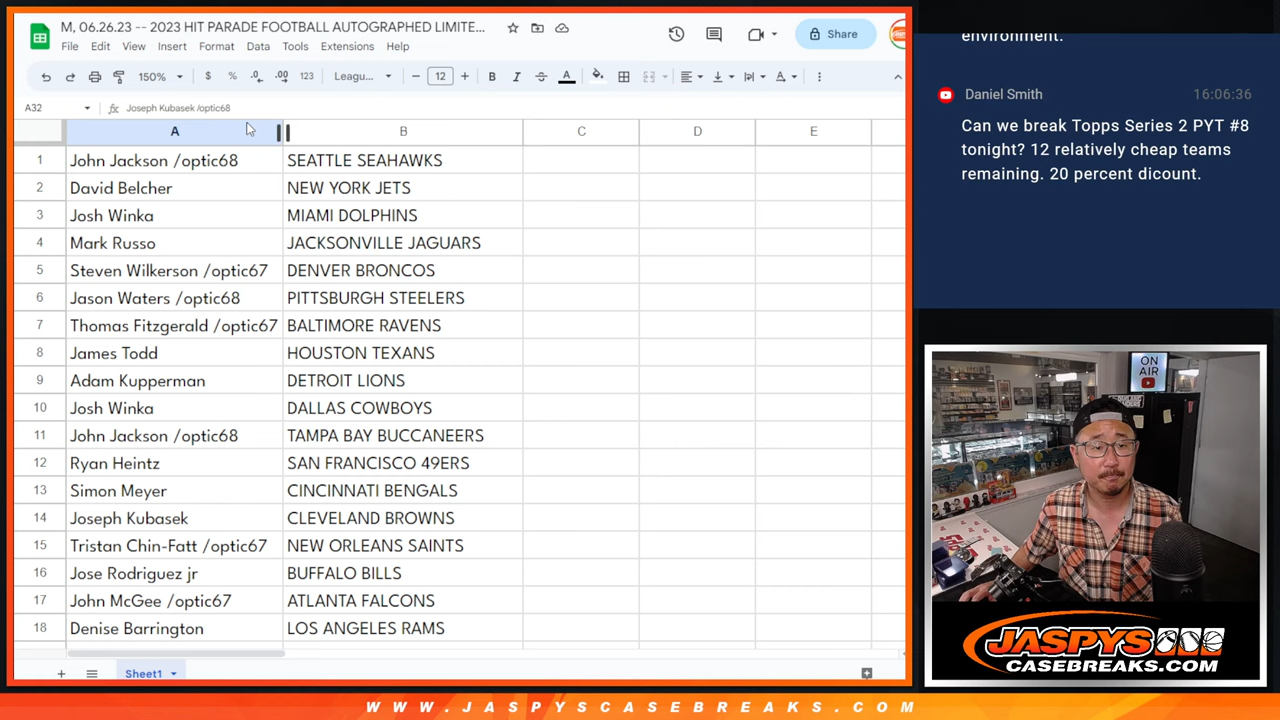 M, 06.26.23 -- 2023 HIT PARADE FOOTBALL AUTOGRAPHED LIMITE...
File Edit View Insert Format Data Tools Extensions Help
Share
150% $ % .0 .00 123 Leagu... − 12 + B I A
A32 fx Joseph Kubasek /optic68
A B C D E
1 John Jackson /optic68 SEATTLE SEAHAWKS
2 David Belcher NEW YORK JETS
3 Josh Winka MIAMI DOLPHINS
4 Mark Russo JACKSONVILLE JAGUARS
5 Steven Wilkerson /optic67 DENVER BRONCOS
6 Jason Waters /optic68 PITTSBURGH STEELERS
7 Thomas Fitzgerald /optic67 BALTIMORE RAVENS
8 James Todd HOUSTON TEXANS
9 Adam Kupperman DETROIT LIONS
10 Josh Winka DALLAS COWBOYS
11 John Jackson /optic68 TAMPA BAY BUCCANEERS
12 Ryan Heintz SAN FRANCISCO 49ERS
13 Simon Meyer CINCINNATI BENGALS
14 Joseph Kubasek CLEVELAND BROWNS
15 Tristan Chin-Fatt /optic67 NEW ORLEANS SAINTS
16 Jose Rodriguez jr BUFFALO BILLS
17 John McGee /optic67 ATLANTA FALCONS
18 Denise Barrington LOS ANGELES RAMS
Sheet1
environment.
Daniel Smith 16:06:36
Can we break Topps Series 2 PYT #8
tonight? 12 relatively cheap teams
remaining. 20 percent dicount.
ON
AIR
JASPYS
CASEBREAKS.COM
WWW.JASPYSCASEBREAKS.COM